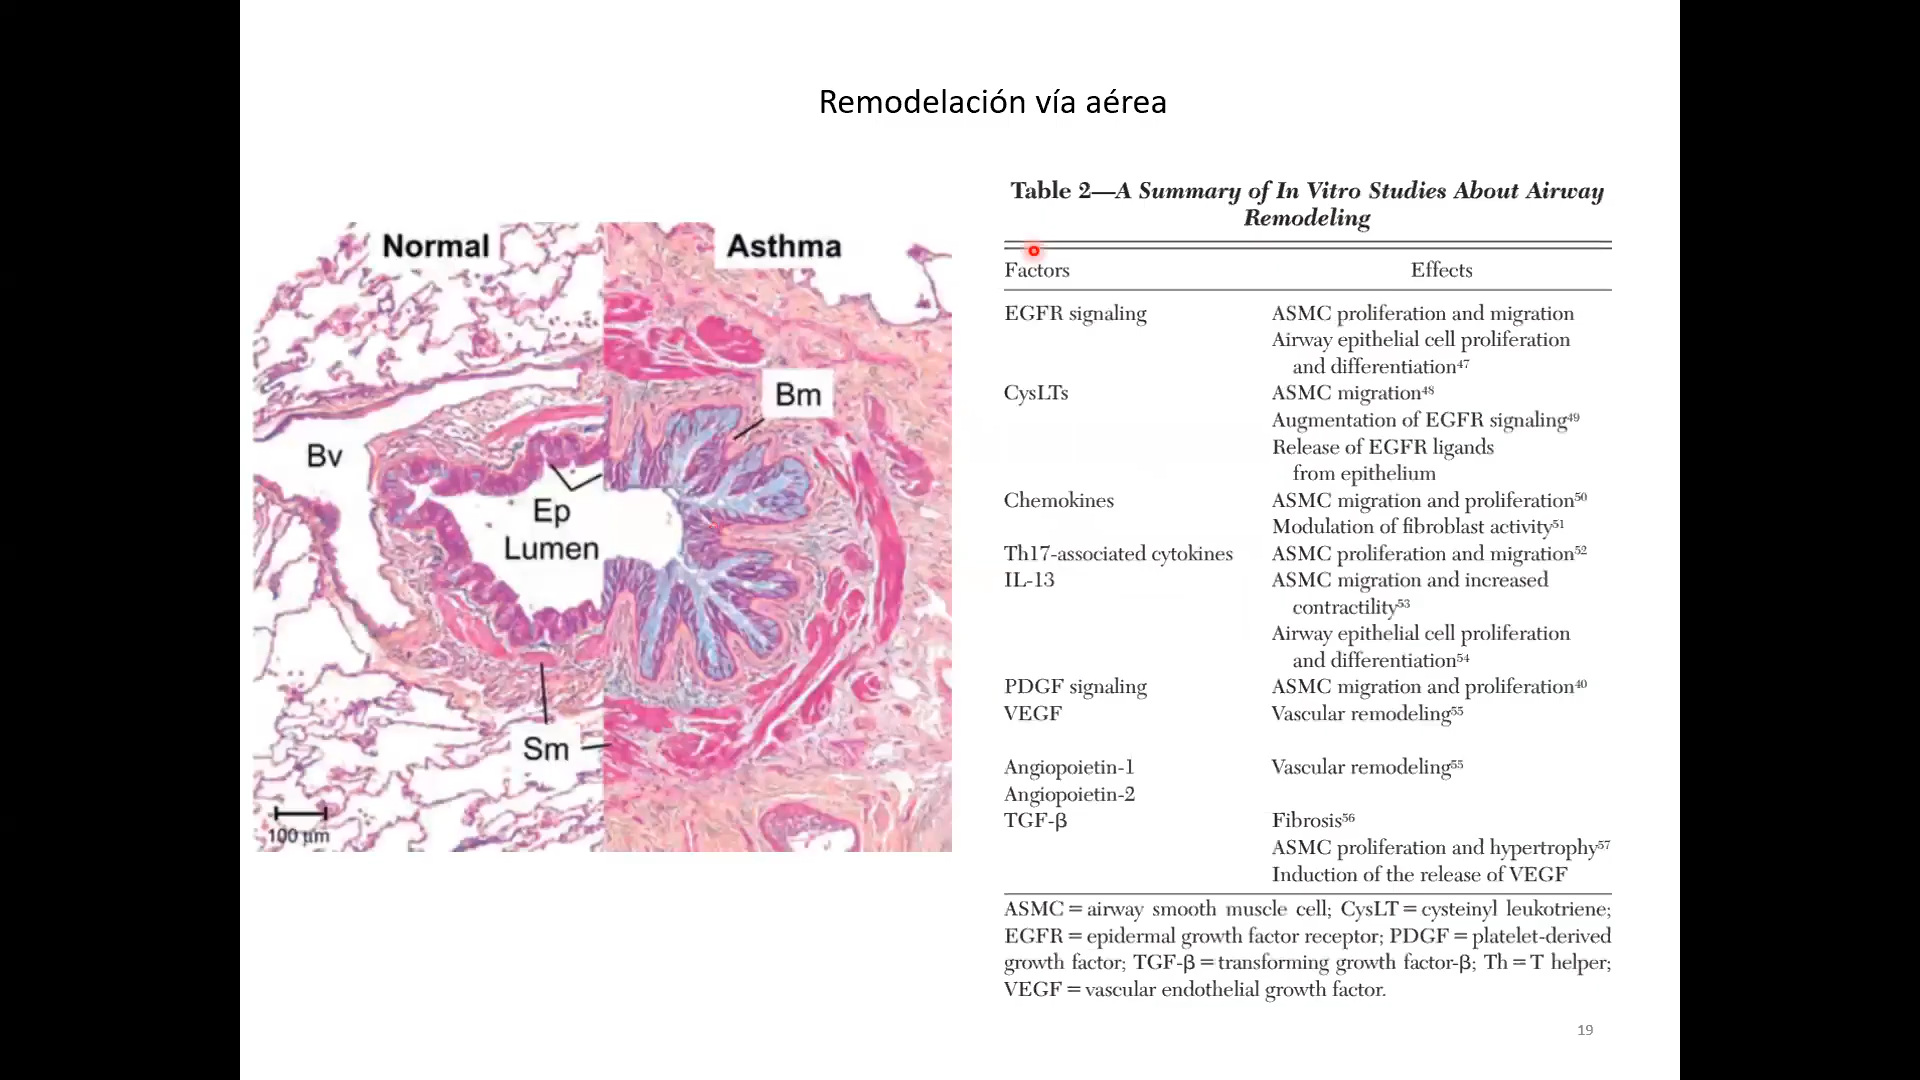 Remodelación vía aérea
Normal
Asthma
Bm
Bv
Ep
Lumen
Sm
100 µm
Table 2—A Summary of In Vitro Studies About Airway
Remodeling
Factors Effects
EGFR signaling ASMC proliferation and migration
Airway epithelial cell proliferation
and differentiation47
CysLTs ASMC migration48
Augmentation of EGFR signaling49
Release of EGFR ligands
from epithelium
Chemokines ASMC migration and proliferation50
Modulation of fibroblast activity51
Th17-associated cytokines ASMC proliferation and migration52
IL-13 ASMC migration and increased
contractility53
Airway epithelial cell proliferation
and differentiation54
PDGF signaling ASMC migration and proliferation40
VEGF Vascular remodeling55
Angiopoietin-1 Vascular remodeling55
Angiopoietin-2
TGF-β Fibrosis56
ASMC proliferation and hypertrophy57
Induction of the release of VEGF
ASMC = airway smooth muscle cell; CysLT = cysteinyl leukotriene;
EGFR = epidermal growth factor receptor; PDGF = platelet-derived
growth factor; TGF-β = transforming growth factor-β; Th = T helper;
VEGF = vascular endothelial growth factor.
19